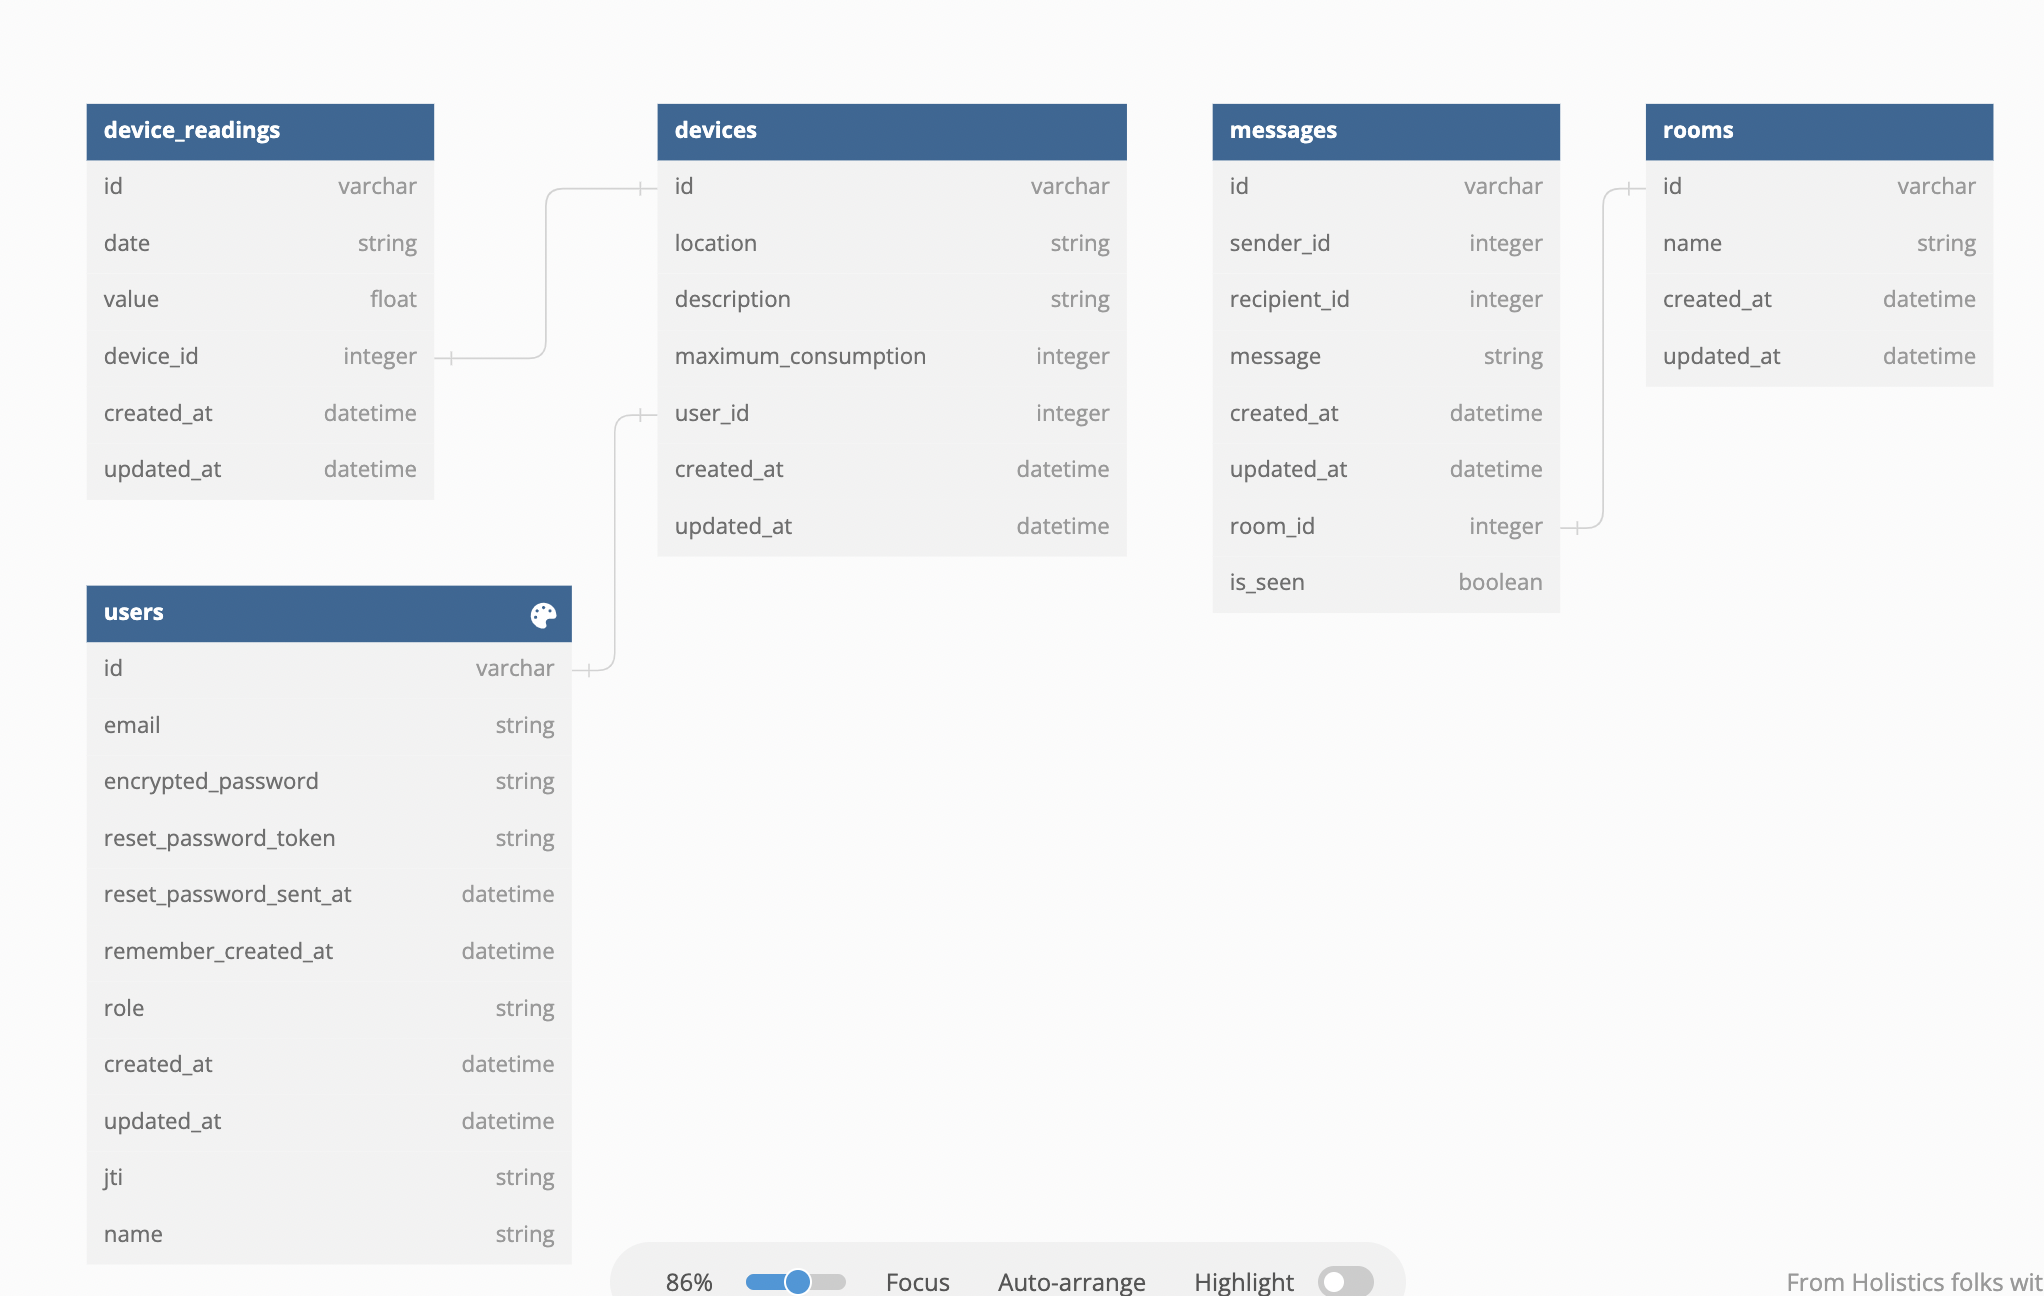 device_readings
id varchar
date string
value float
device_id integer
created_at datetime
updated_at datetime
devices
id varchar
location string
description string
maximum_consumption integer
user_id integer
created_at datetime
updated_at datetime
messages
id varchar
sender_id integer
recipient_id integer
message string
created_at datetime
updated_at datetime
room_id integer
is_seen boolean
rooms
id varchar
name string
created_at datetime
updated_at datetime
users
id varchar
email string
encrypted_password string
reset_password_token string
reset_password_sent_at datetime
remember_created_at datetime
role string
created_at datetime
updated_at datetime
jti string
name string
86% Focus Auto-arrange Highlight
From Holistics folks wit